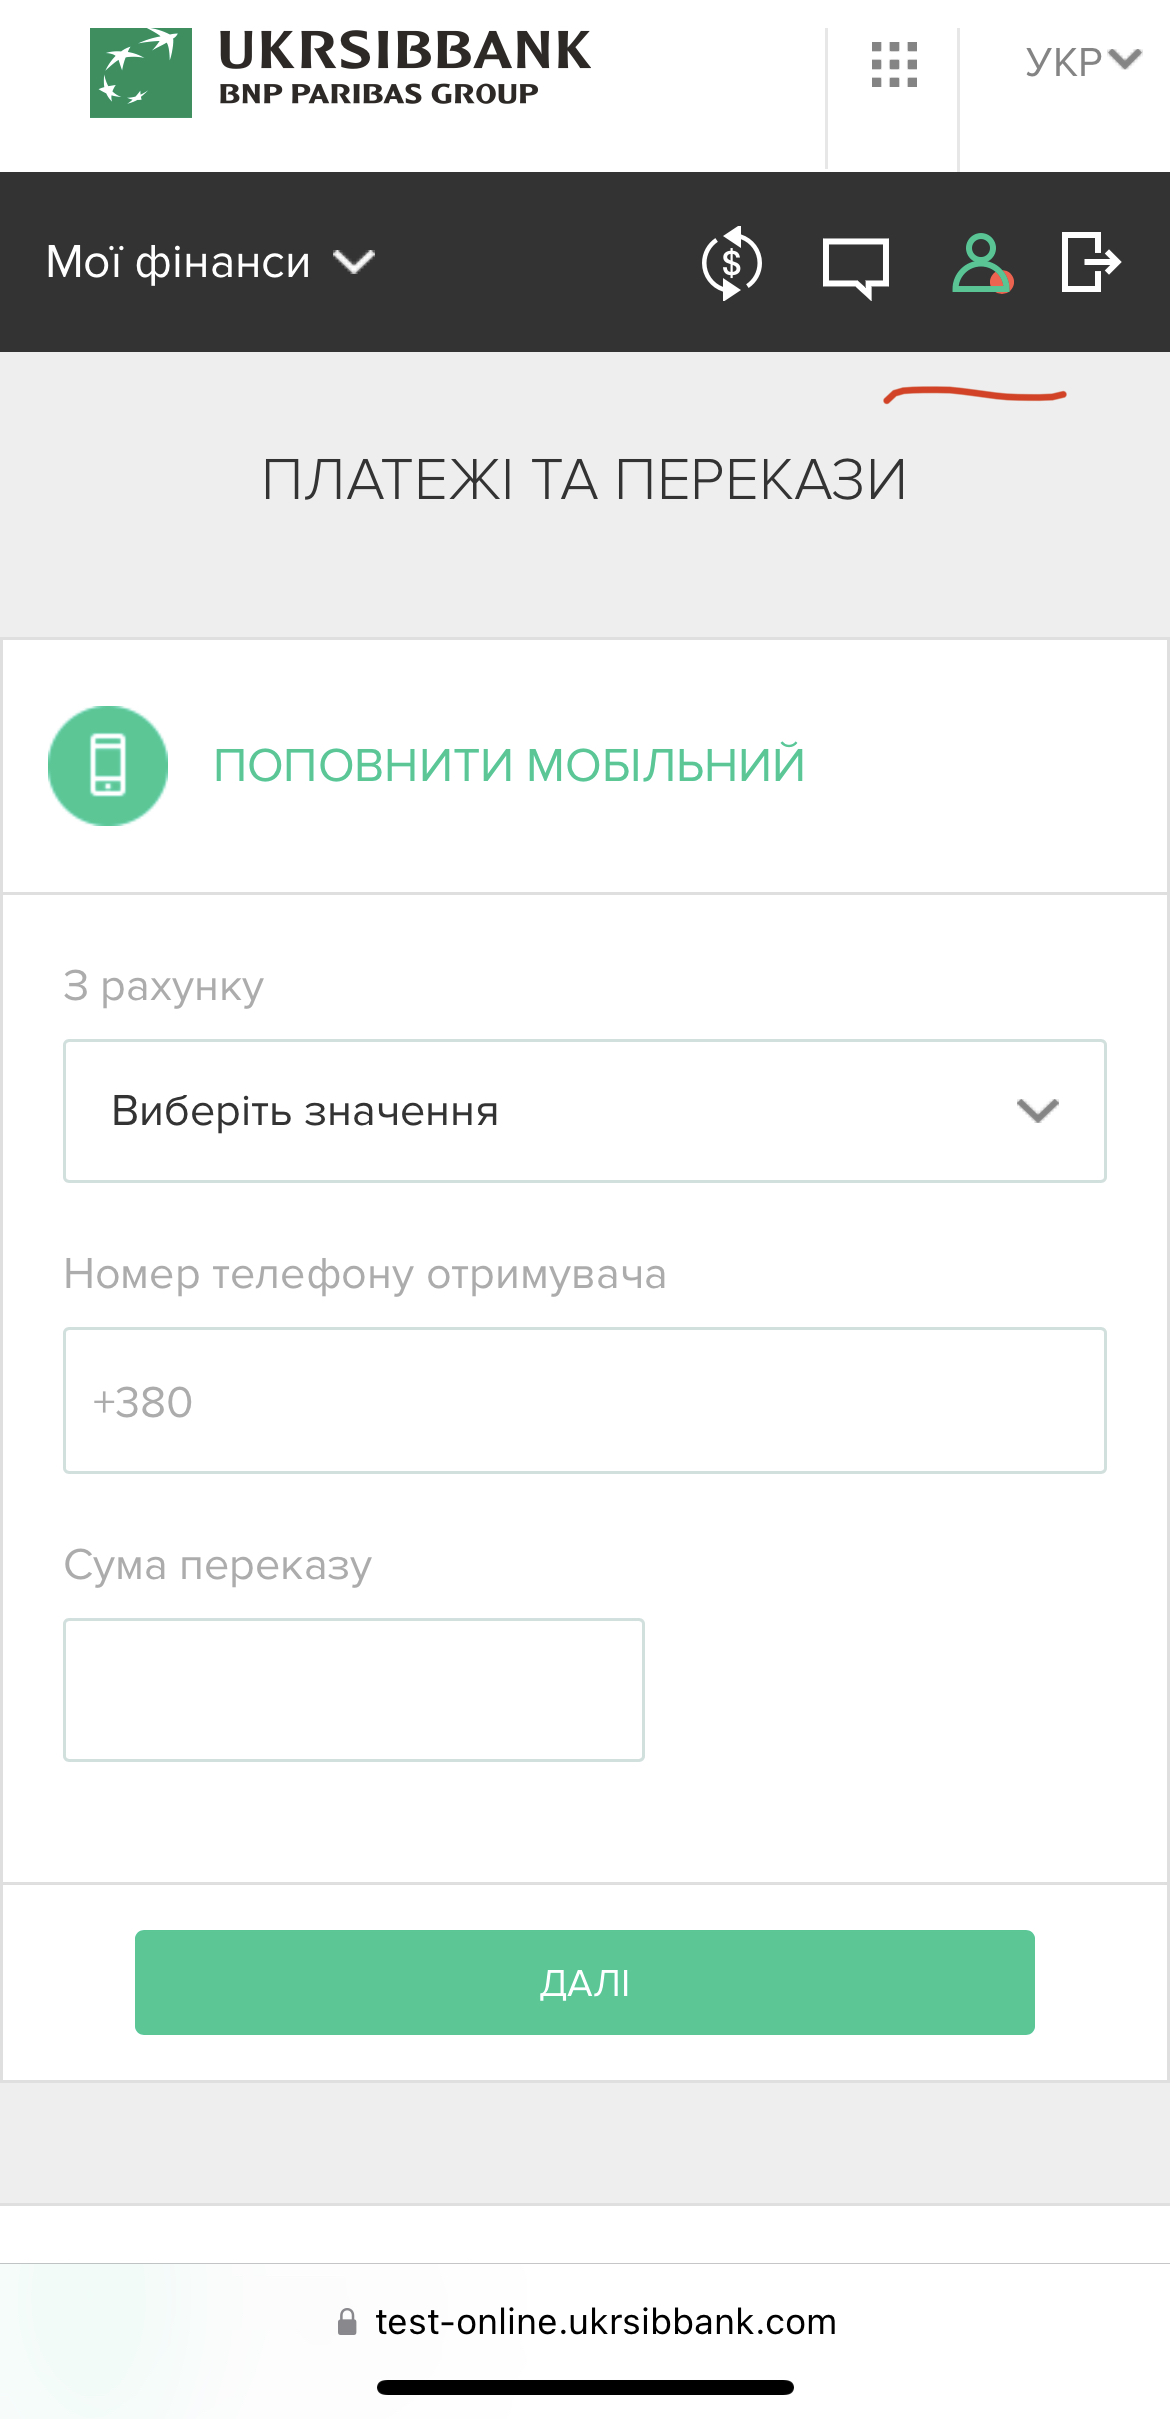 UKRSIBBANK
BNP PARIBAS GROUP
УКР
Мої фінанси
$
ПЛАТЕЖІ ТА ПЕРЕКАЗИ
ПОПОВНИТИ МОБІЛЬНИЙ
З рахунку
Виберіть значення
Номер телефону отримувача
+380
Сума переказу
ДАЛІ
test-online.ukrsibbank.com